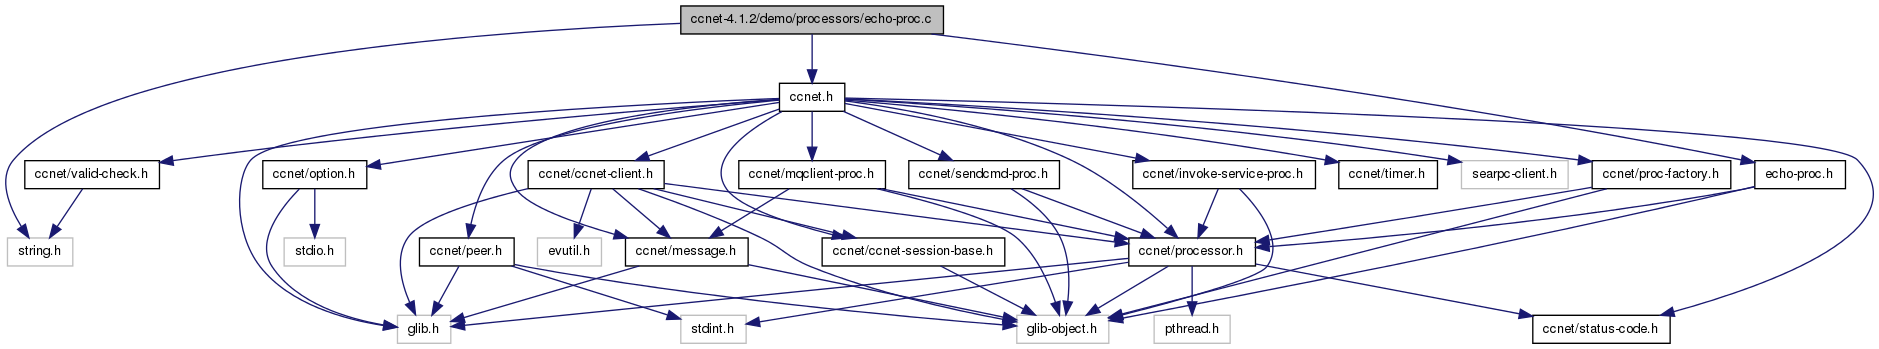 ccnet-4.1.2/demo/processors/echo-proc.c
ccnet.h
ccnet/valid-check.h
ccnet/option.h
ccnet/ccnet-client.h
ccnet/mqclient-proc.h
ccnet/sendcmd-proc.h
ccnet/invoke-service-proc.h
ccnet/timer.h
searpc-client.h
ccnet/proc-factory.h
echo-proc.h
string.h
stdio.h
ccnet/peer.h
evutil.h
ccnet/message.h
ccnet/ccnet-session-base.h
ccnet/processor.h
glib.h
stdint.h
glib-object.h
pthread.h
ccnet/status-code.h